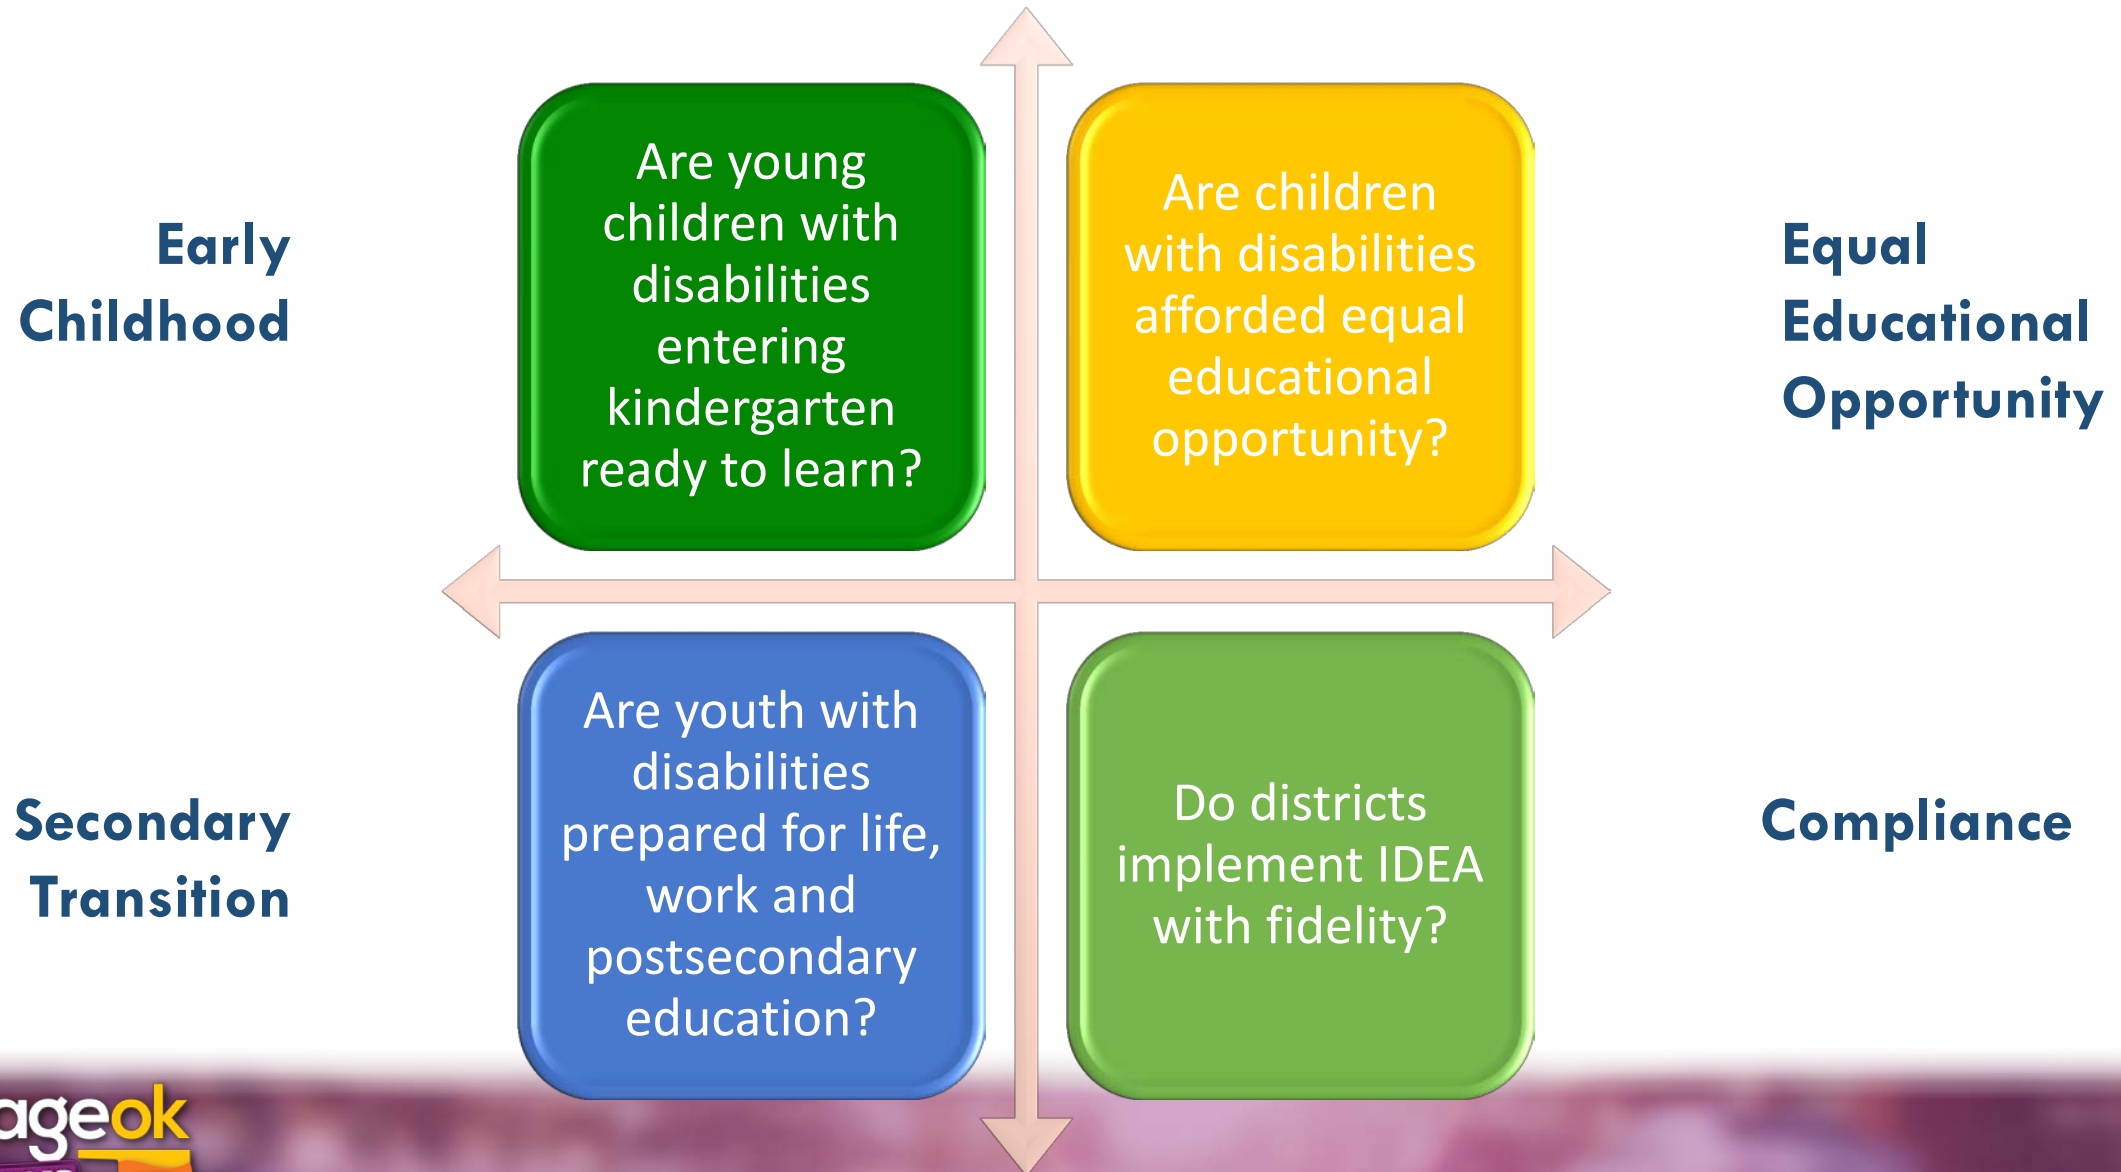 Early
Childhood
Are young
children with
disabilities
entering
kindergarten
ready to learn?
Are children
with disabilities
afforded equal
educational
opportunity?
Equal
Educational
Opportunity
Secondary
Transition
Are youth with
disabilities
prepared for life,
work and
postsecondary
education?
Do districts
implement IDEA
with fidelity?
Compliance
ageok